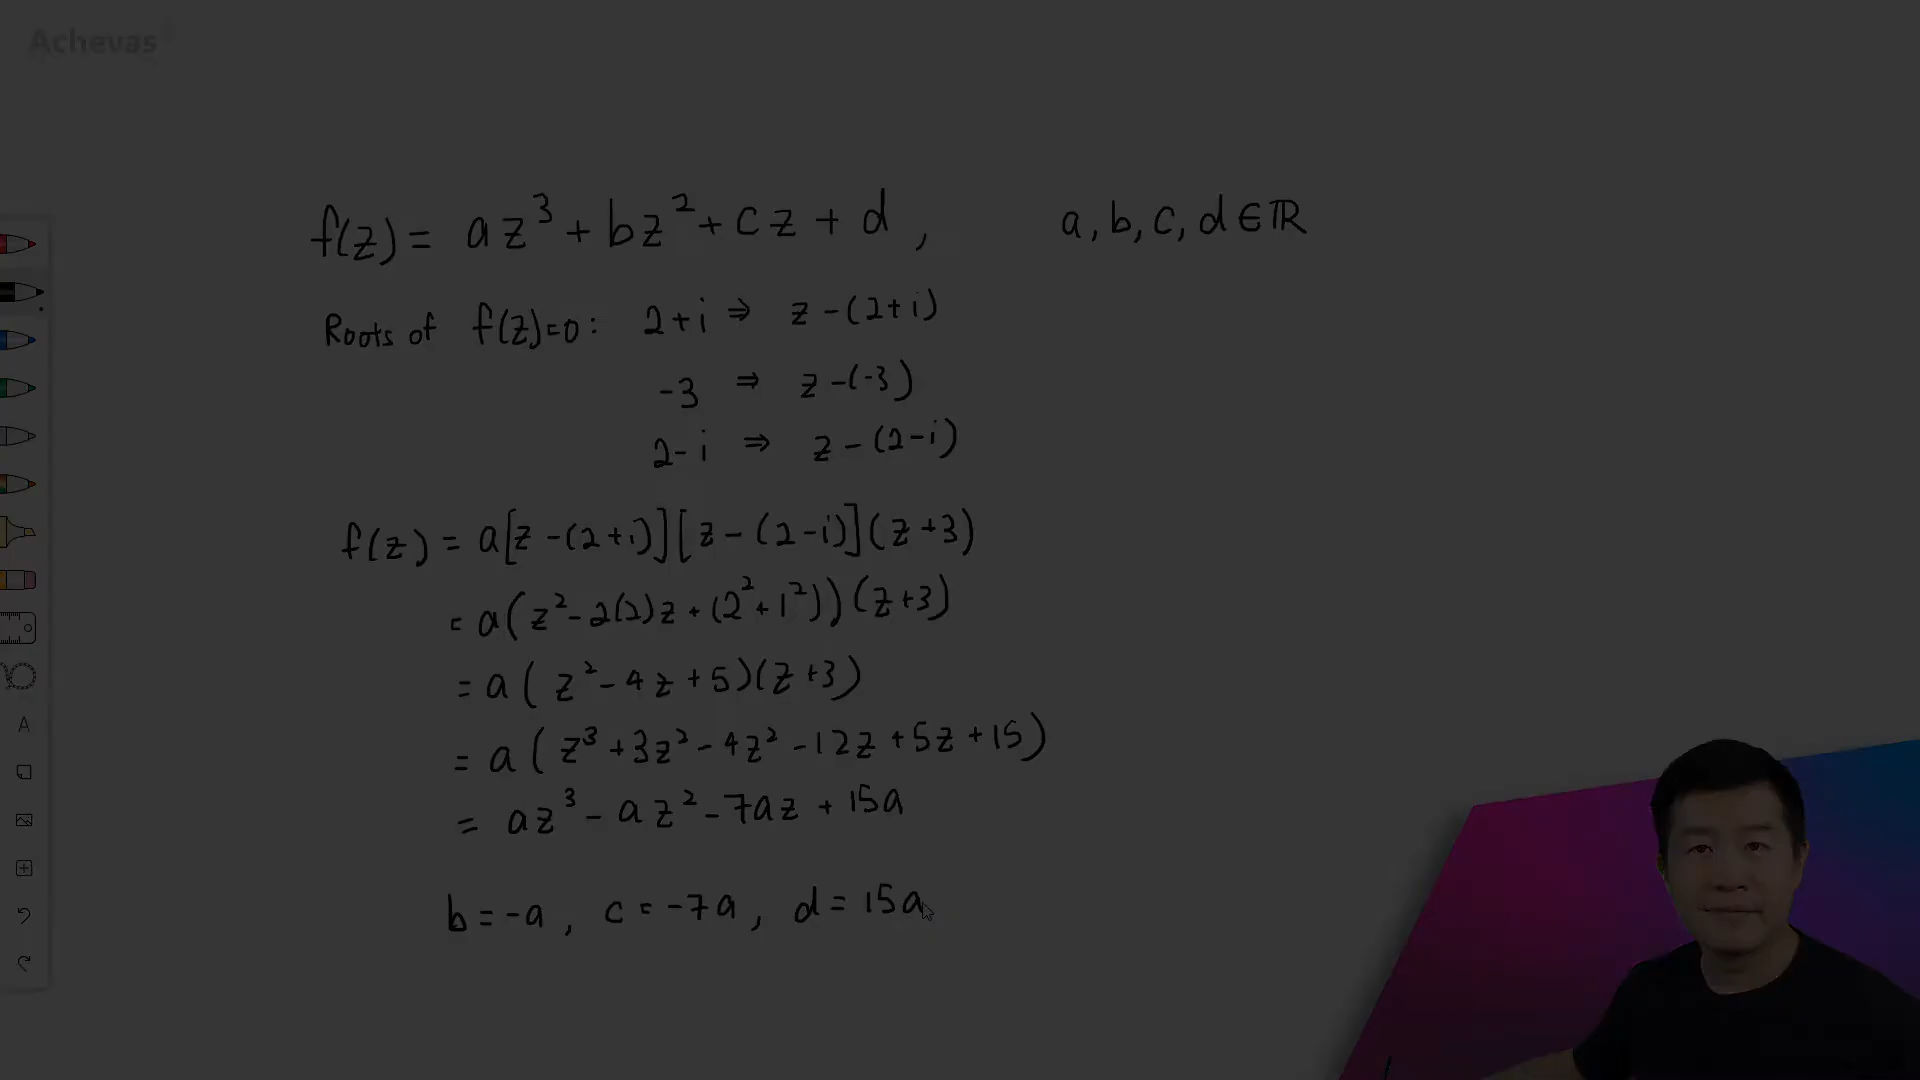 Achevas
f(z) = az³ + bz² + cz + d , a, b, c, d ∈ ℝ
Roots of f(z)=0 : 2+i ⇒ z-(2+i)
-3 ⇒ z-(-3)
2-i ⇒ z-(2-i)
f(z) = a[z-(2+i)][z-(2-i)](z+3)
= a(z²-2(2)z+(2²+1²))(z+3)
= a(z²-4z+5)(z+3)
= a(z³+3z²-4z²-12z+5z+15)
= az³-az²-7az+15a
b=-a , c=-7a , d=15a
A